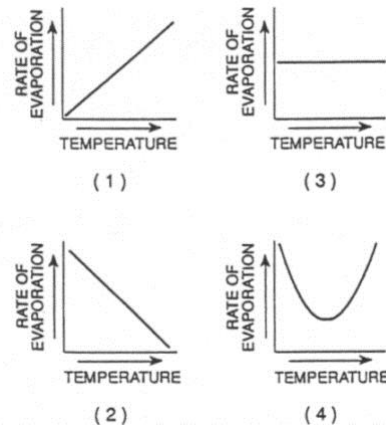 RATE OF
EVAPORATION
TEMPERATURE
(1)
RATE OF
EVAPORATION
TEMPERATURE
(3)
RATE OF
EVAPORATION
TEMPERATURE
(2)
RATE OF
EVAPORATION
TEMPERATURE
(4)